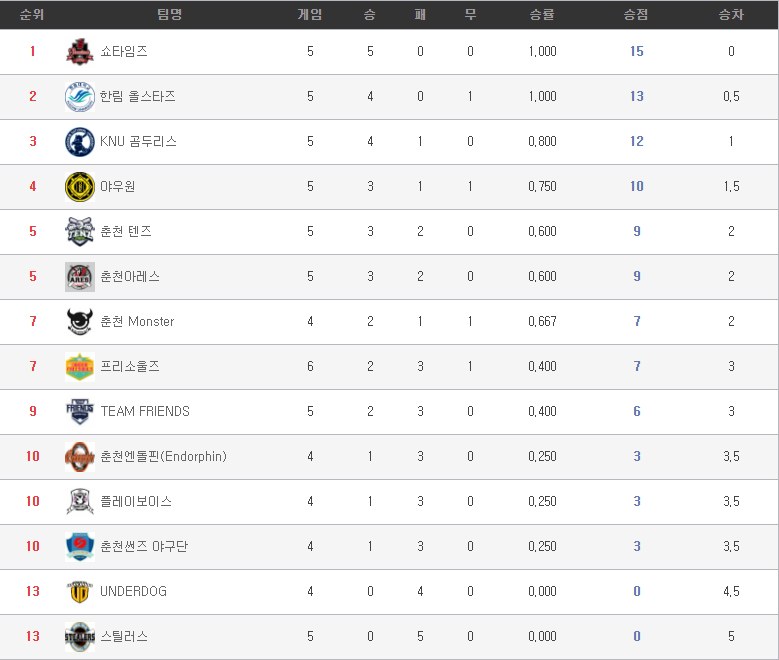 순위 팀명 게임 승 패 무 승률 승점 승차
1 쇼타임즈 5 5 0 0 1,000 15 0
2 한림 올스타즈 5 4 0 1 1,000 13 0,5
3 KNU 곰두리스 5 4 1 0 0,800 12 1
4 야우원 5 3 1 1 0,750 10 1,5
5 춘천 텐즈 5 3 2 0 0,600 9 2
5 춘천아레스 5 3 2 0 0,600 9 2
7 춘천 Monster 4 2 1 1 0,667 7 2
7 프리소울즈 6 2 3 1 0,400 7 3
9 TEAM FRIENDS 5 2 3 0 0,400 6 3
10 춘천엔돌핀(Endorphin) 4 1 3 0 0,250 3 3,5
10 플레이보이스 4 1 3 0 0,250 3 3,5
10 춘천썬즈 야구단 4 1 3 0 0,250 3 3,5
13 UNDERDOG 4 0 4 0 0,000 0 4,5
13 스틸러스 5 0 5 0 0,000 0 5